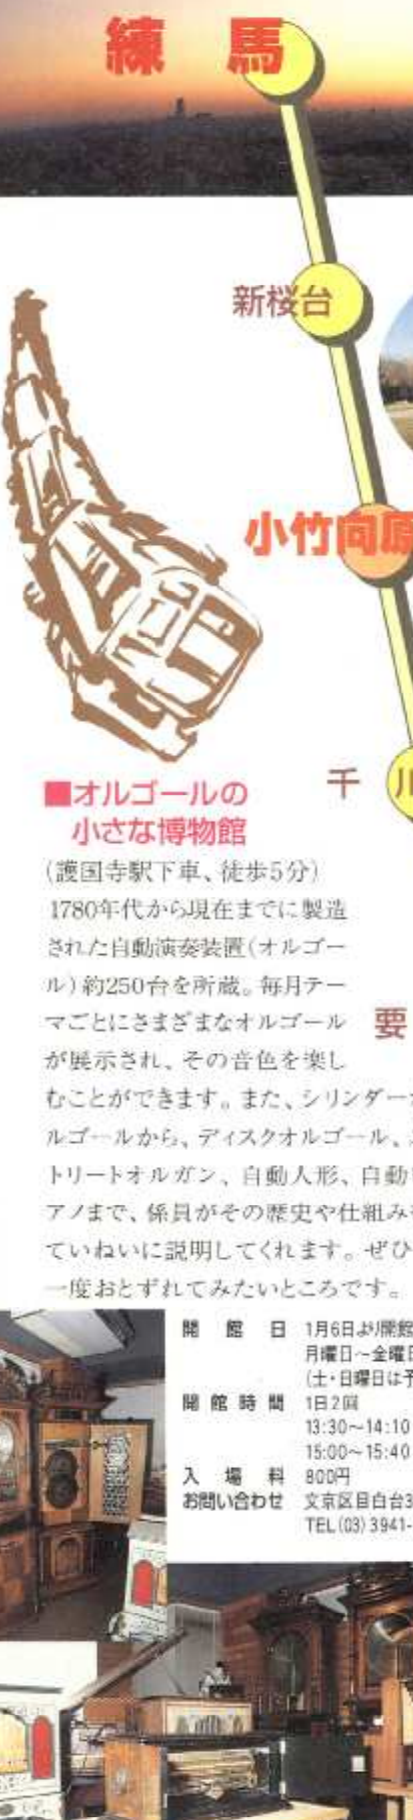 練馬
新桜台
小竹向原
千川
■オルゴールの
小さな博物館
(護国寺駅下車、徒歩5分)
1780年代から現在までに製造
された自動演奏装置(オルゴー
ル)約250台を所蔵。毎月テー
マごとにさまざまなオルゴール
が展示され、その音色を楽し
むことができます。また、シリンダー
ルゴールから、ディスクオルゴール、
トリートオルガン、自動人形、自動
アノまで、係員がその歴史や仕組み
ていねいに説明してくれます。ぜひ
一度おとずれてみたいところです。
要
開館日 1月6日より開館
月曜日~金曜日
(土・日曜日は予
開館時間 1日2回
13:30~14:10
15:00~15:40
入場料 800円
お問い合わせ 文京区目白台3
TEL(03)3941-